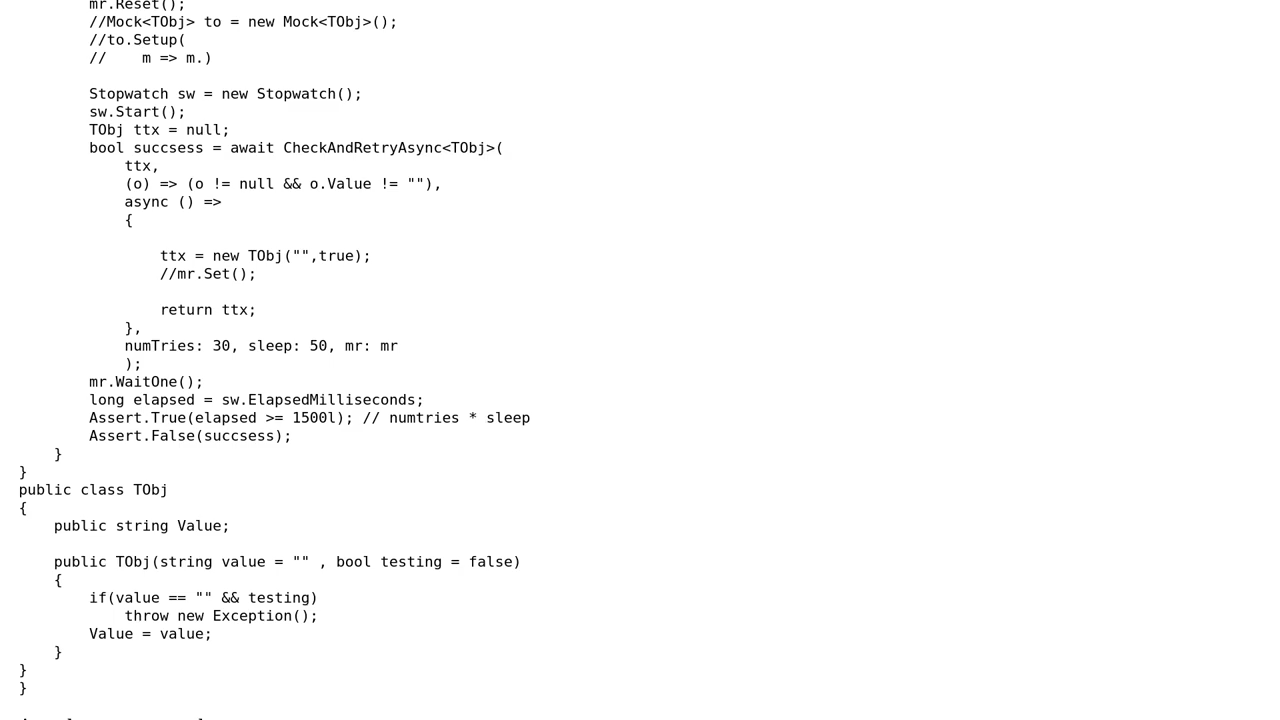 mr.Reset();
//Mock<TObj> to = new Mock<TObj>();
//to.Setup(
//    m => m.)
Stopwatch sw = new Stopwatch();
sw.Start();
TObj ttx = null;
bool succsess = await CheckAndRetryAsync<TObj>(
ttx,
(o) => (o != null && o.Value != ""),
async () =>
{
ttx = new TObj("",true);
//mr.Set();
return ttx;
},
numTries: 30, sleep: 50, mr: mr
);
mr.WaitOne();
long elapsed = sw.ElapsedMilliseconds;
Assert.True(elapsed >= 1500l); // numtries * sleep
Assert.False(succsess);
}
}
public class TObj
{
public string Value;
public TObj(string value = "" , bool testing = false)
{
if(value == "" && testing)
throw new Exception();
Value = value;
}
}
}